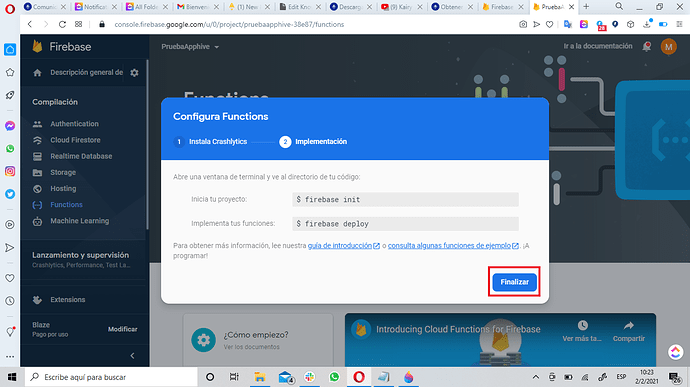 Comunic
Notificac
All Folde
Bienveni
(1) New
Edit Kno
Descarg
(9) Kain
Obtene
Firebase
PruebaA
console.firebase.google.com/u/0/project/pruebaapphive-38e87/functions
Firebase
PruebaApphive
Ir a la documentación
M
Descripción general de
Functions
Compilación
Authentication
Cloud Firestore
Realtime Database
Storage
Hosting
Functions
Machine Learning
Lanzamiento y supervisión
Crashlytics, Performance, Test La...
Extensions
Blaze
Pago por uso
Modificar
Configura Functions
1 Instala Crashlytics
2 Implementación
Abre una ventana de terminal y ve al directorio de tu código:
Inicia tu proyecto:
$ firebase init
Implementa tus funciones:
$ firebase deploy
Para obtener más información, lee nuestra guía de introducción o consulta algunas funciones de ejemplo. ¡A
programar!
Finalizar
¿Cómo empiezo?
Ver los documentos
Introducing Cloud Functions for Firebase
Ver más ta...
Compartir
Escribe aquí para buscar
ESP
10:23
2/2/2021